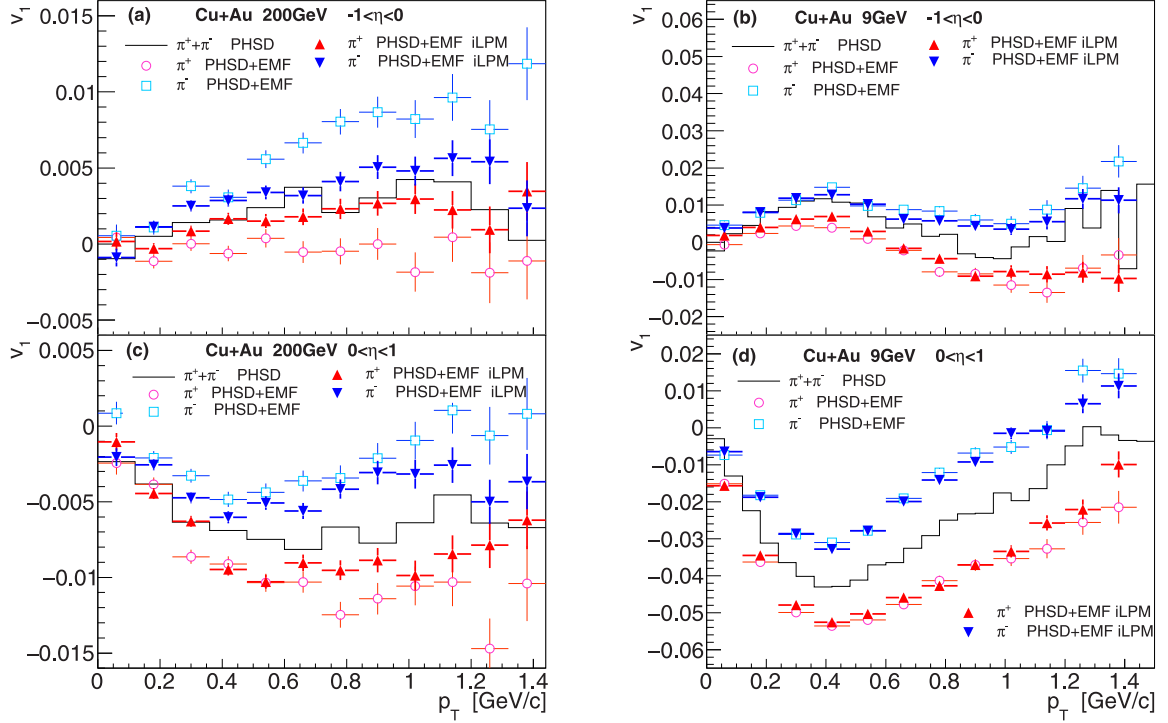 v₁
0.015
0.01
0.005
0
−0.005
(a) Cu+Au 200GeV -1<η<0
π⁺+π⁻ PHSD
π⁺ PHSD+EMF
π⁻ PHSD+EMF
π⁺ PHSD+EMF iLPM
π⁻ PHSD+EMF iLPM
0.06
0.05
0.04
0.03
0.02
0.01
0
−0.01
−0.02
(b) Cu+Au 9GeV -1<η<0
π⁺+π⁻ PHSD
π⁺ PHSD+EMF
π⁻ PHSD+EMF
π⁺ PHSD+EMF iLPM
π⁻ PHSD+EMF iLPM
v₁
0.005
0
−0.005
−0.01
−0.015
(c) Cu+Au 200GeV 0<η<1
π⁺+π⁻ PHSD
π⁺ PHSD+EMF
π⁻ PHSD+EMF
π⁺ PHSD+EMF iLPM
π⁻ PHSD+EMF iLPM
0 0.2 0.4 0.6 0.8 1 1.2 1.4
p_T [GeV/c]
v₁
0.02
0.01
0
−0.01
−0.02
−0.03
−0.04
−0.05
−0.06
(d) Cu+Au 9GeV 0<η<1
π⁺+π⁻ PHSD
π⁺ PHSD+EMF
π⁻ PHSD+EMF
π⁺ PHSD+EMF iLPM
π⁻ PHSD+EMF iLPM
0 0.2 0.4 0.6 0.8 1 1.2 1.4
p_T [GeV/c]